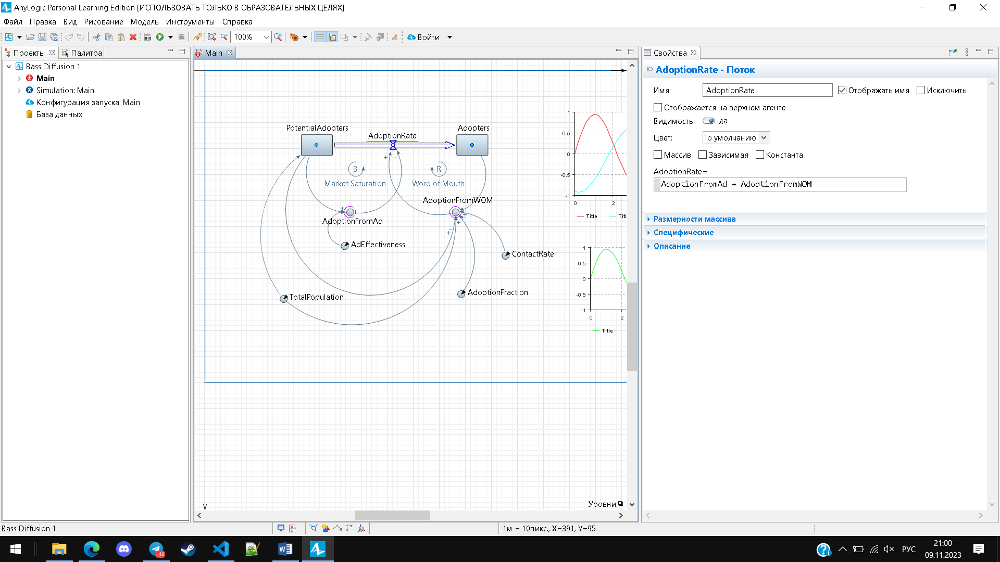 AnyLogic Personal Learning Edition [ИСПОЛЬЗОВАТЬ ТОЛЬКО В ОБРАЗОВАТЕЛЬНЫХ ЦЕЛЯХ]
Файл Правка Вид Рисование Модель Инструменты Справка
100% Войти
Проекты Палитра
Bass Diffusion 1
Main
Simulation: Main
Конфигурация запуска: Main
База данных
Main
PotentialAdopters
AdoptionRate
Adopters
+ +
B
R
Market Saturation
Word of Mouth
AdoptionFromWOM
+
AdoptionFromAd
+
+
+
-
+
AdEffectiveness
ContactRate
AdoptionFraction
TotalPopulation
1
0.5
0
-0.5
-1
0 2
Title Titl
1
0.5
0
-0.5
-1
0 2
Title
Уровни
Свойства
AdoptionRate - Поток
Имя: AdoptionRate Отображать имя Исключить
Отображается на верхнем агенте
Видимость: да
Цвет: По умолчанию.
Массив Зависимая Константа
AdoptionRate=
AdoptionFromAd + AdoptionFromWOM
Размерности массива
Специфические
Описание
Bass Diffusion 1
1м = 10пикс., X=391, Y=95
.46
РУС
21:00
09.11.2023